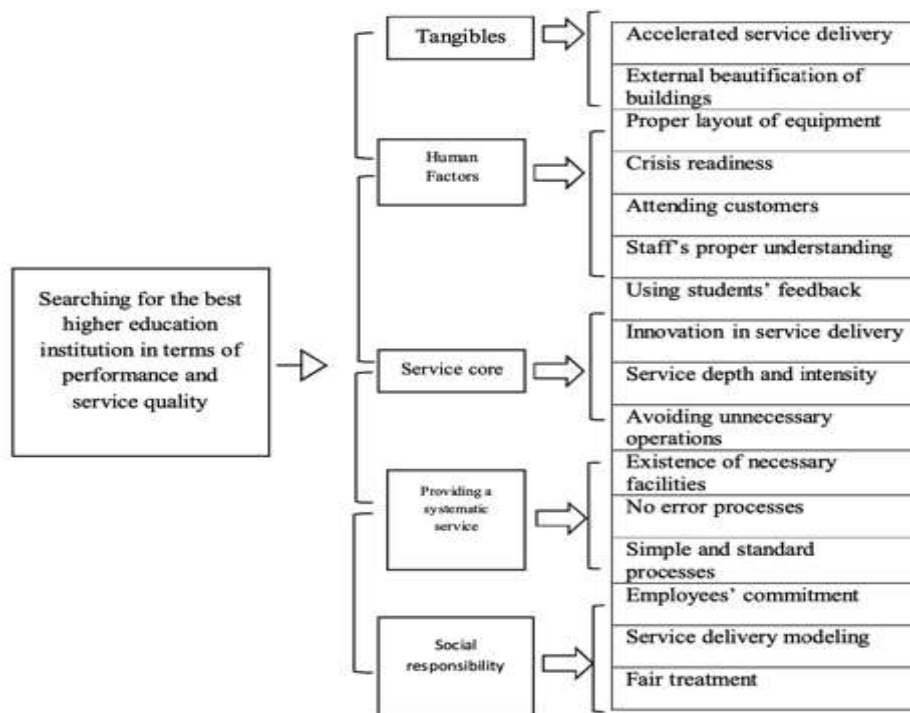 Searching for the best
higher education
institution in terms of
performance and
service quality
Tangibles
Human
Factors
Service core
Providing a
systematic
service
Social
responsibility
Accelerated service delivery
External beautification of
buildings
Proper layout of equipment
Crisis readiness
Attending customers
Staff's proper understanding
Using students' feedback
Innovation in service delivery
Service depth and intensity
Avoiding unnecessary
operations
Existence of necessary
facilities
No error processes
Simple and standard
processes
Employees' commitment
Service delivery modeling
Fair treatment